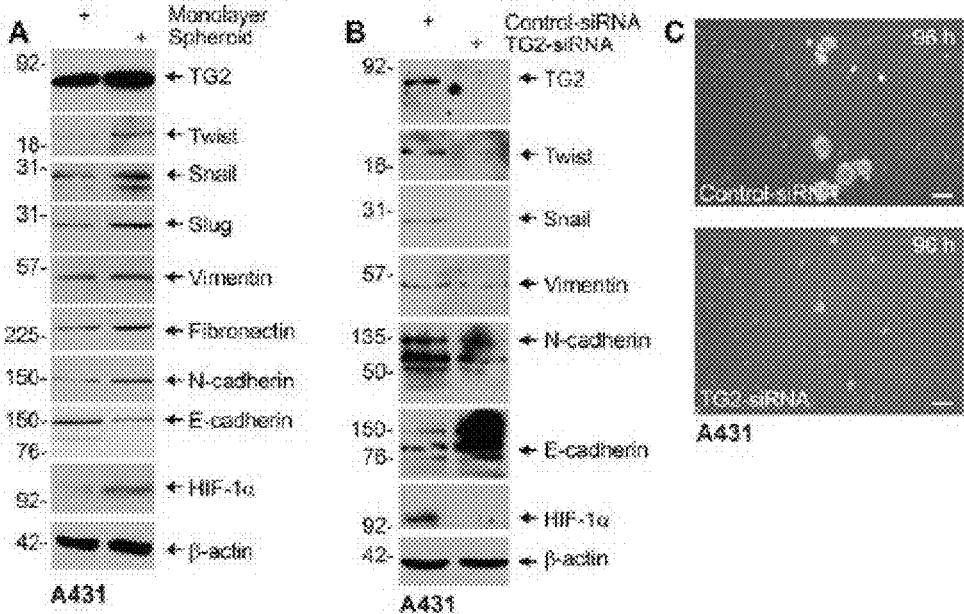 A
+ Monolayer
+ Spheroid
92- TG2
18- Twist
31- Snail
31- Slug
57- Vimentin
225- Fibronectin
150- N-cadherin
150- E-cadherin
76-
92- HIF-1α
42- β-actin
A431
B
+ Control-siRNA
+ TG2-siRNA
92- TG2
18- Twist
31- Snail
57- Vimentin
135- N-cadherin
50-
150- E-cadherin
76-
92- HIF-1α
42- β-actin
A431
C
96 h
Control-siRNA
96 h
TG2-siRNA
A431